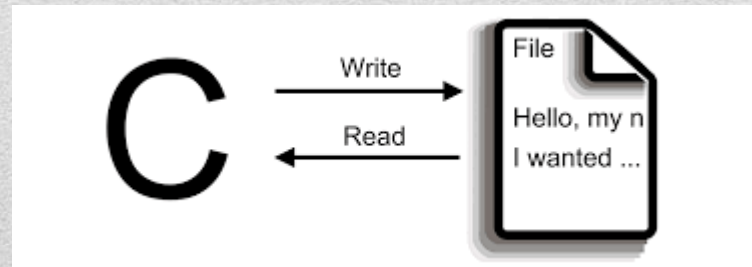 C
Write
Read
File
Hello, my n
I wanted ...